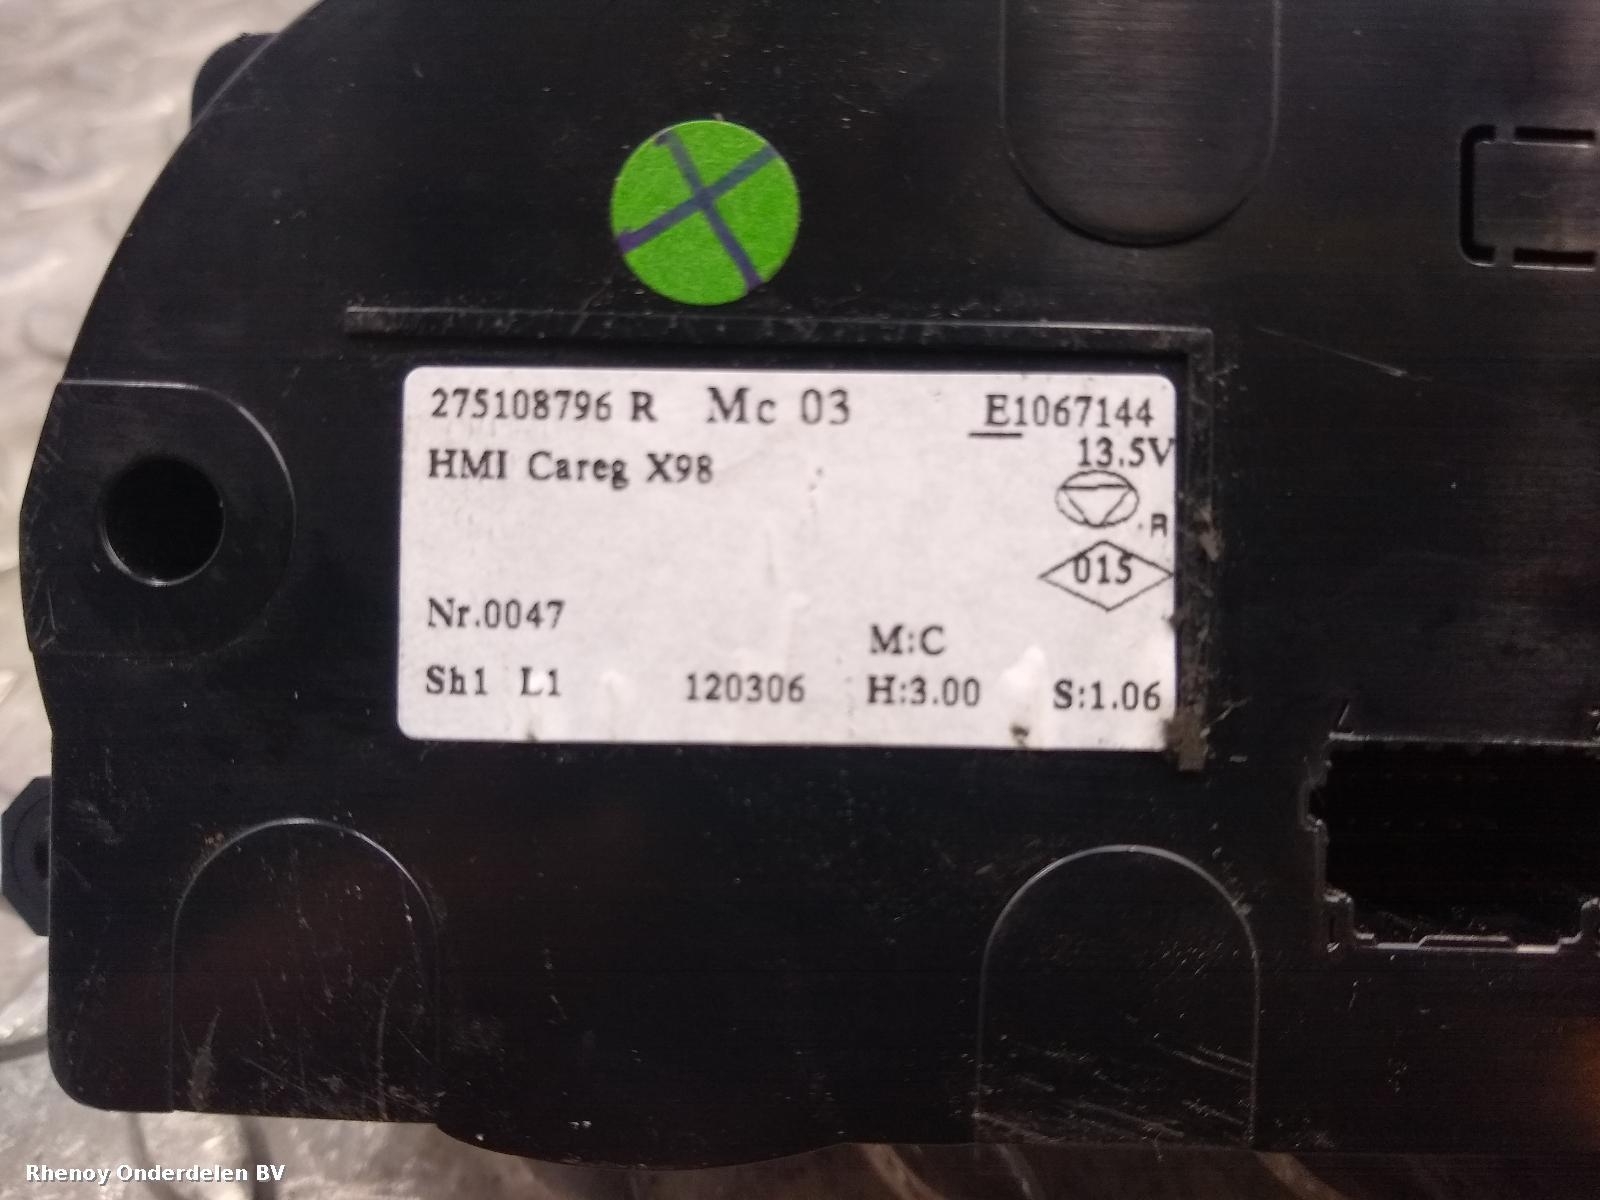 275108796 R Mc 03 E1067144
HMI Careg X98 13.5V
R
015
Nr.0047
M:C
Sh1 L1 120306 H:3.00 S:1.06
Rhenoy Onderdelen BV